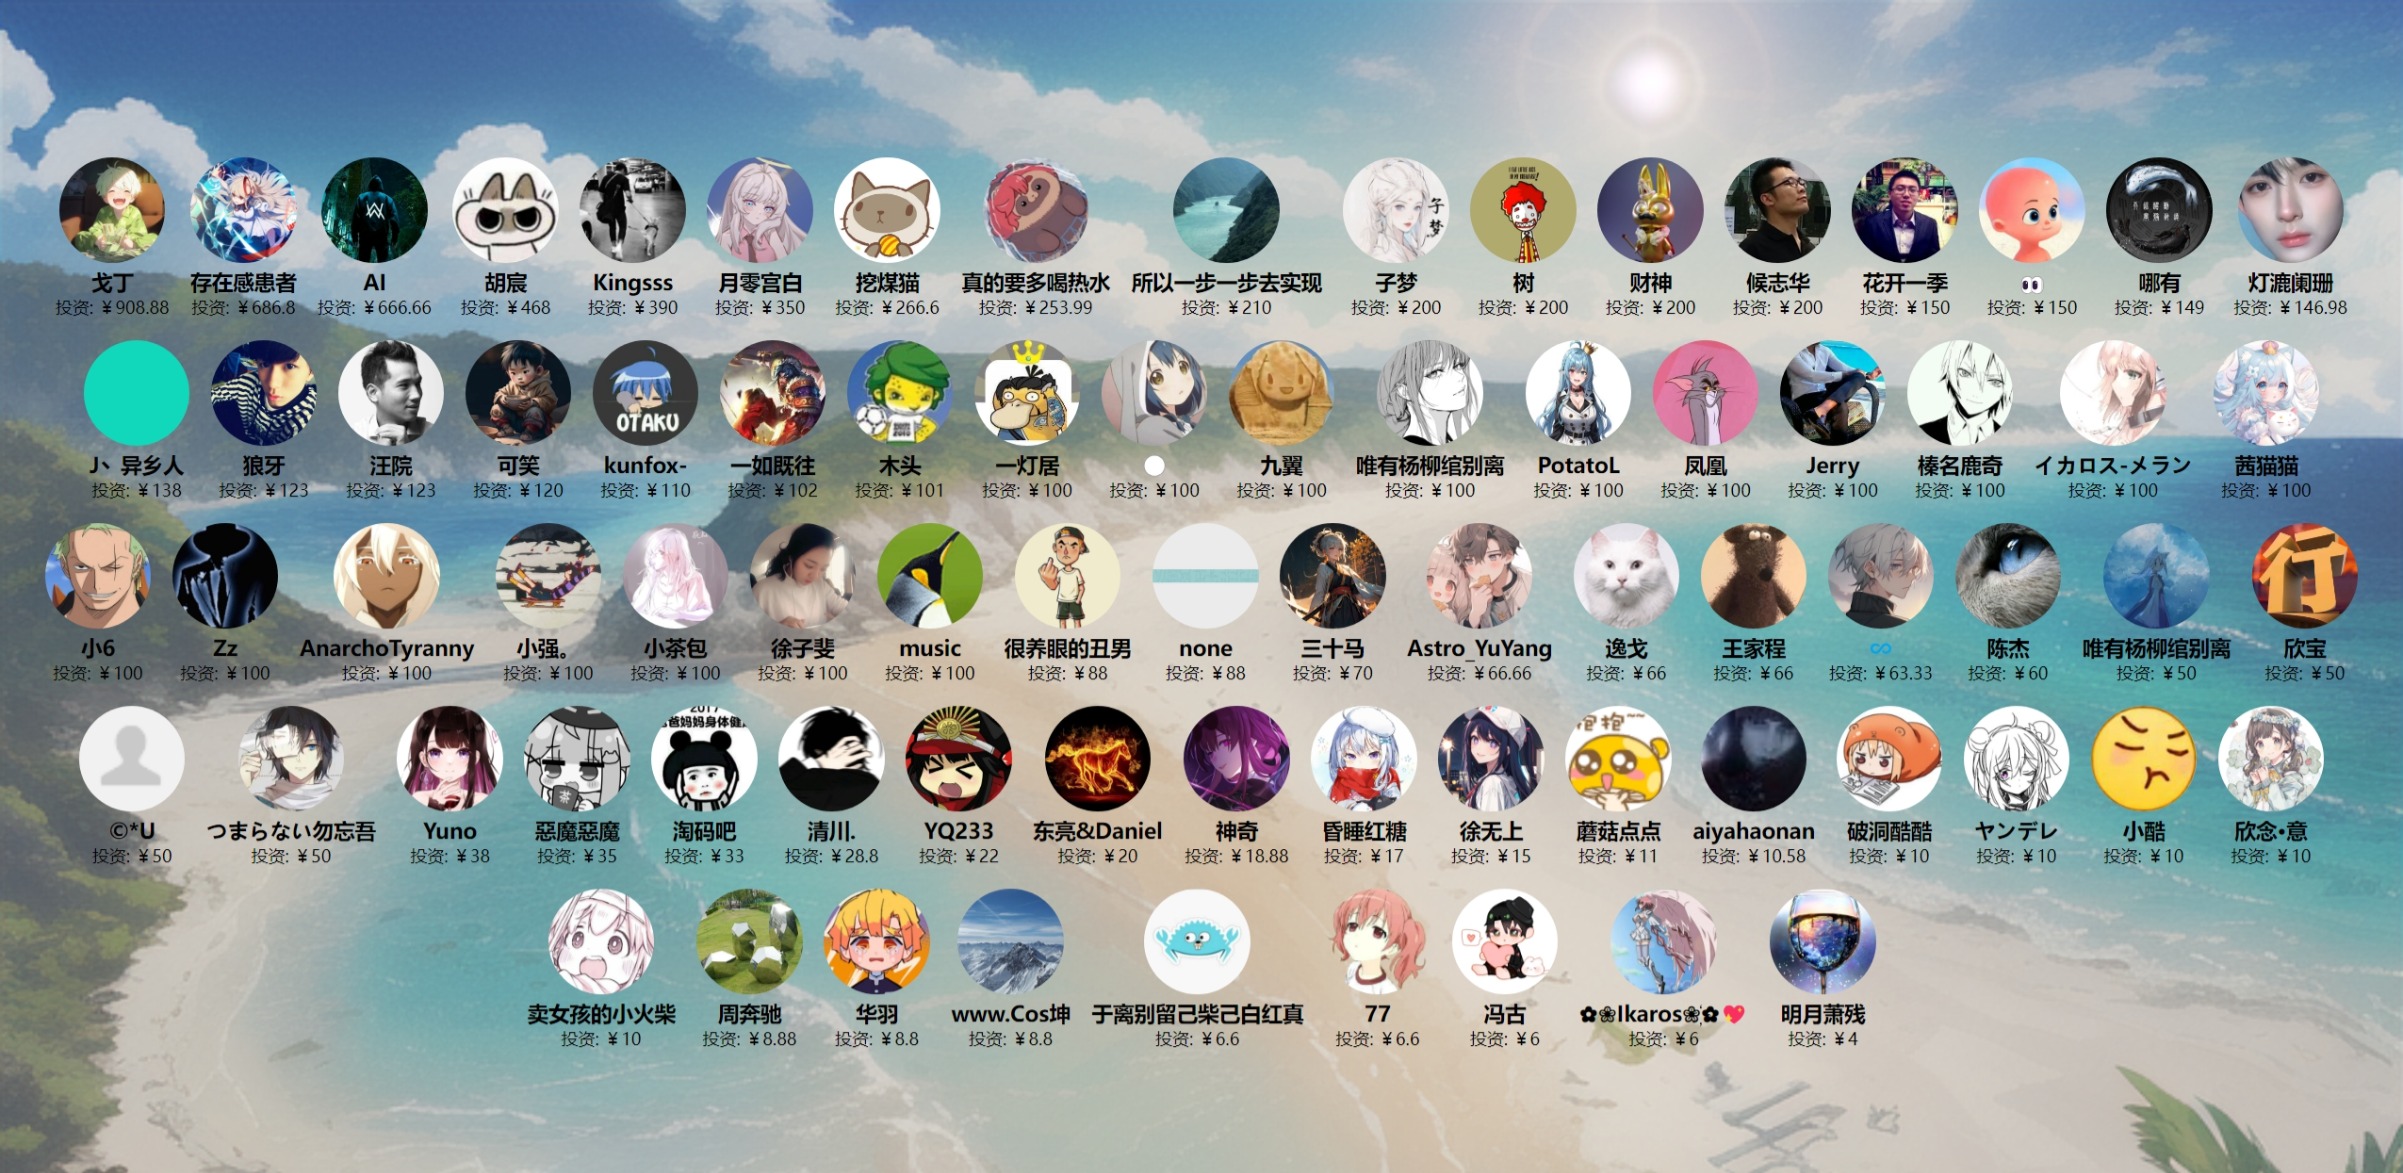 戈丁
投资: ¥908.88
存在感患者
投资: ¥686.8
AI
投资: ¥666.66
胡宸
投资: ¥468
Kingsss
投资: ¥390
月零宫白
投资: ¥350
挖煤猫
投资: ¥266.6
真的要多喝热水
投资: ¥253.99
所以一步一步去实现
投资: ¥210
子梦
子梦
投资: ¥200
树
投资: ¥200
财神
投资: ¥200
候志华
投资: ¥200
花开一季
投资: ¥150
👀
投资: ¥150
哪有
投资: ¥149
灯漉阑珊
投资: ¥146.98
J、异乡人
投资: ¥138
狼牙
投资: ¥123
汪院
投资: ¥123
可笑
投资: ¥120
OTAKU
kunfox-
投资: ¥110
一如既往
投资: ¥102
木头
投资: ¥101
一灯居
投资: ¥100
投资: ¥100
九翼
投资: ¥100
唯有杨柳绾别离
投资: ¥100
PotatoL
投资: ¥100
凤凰
投资: ¥100
Jerry
投资: ¥100
榛名鹿奇
投资: ¥100
イカロス-メラン
投资: ¥100
茜猫猫
投资: ¥100
小6
投资: ¥100
Zz
投资: ¥100
AnarchoTyranny
投资: ¥100
小强。
投资: ¥100
小茶包
投资: ¥100
徐子斐
投资: ¥100
music
投资: ¥100
很养眼的丑男
投资: ¥88
none
投资: ¥88
三十马
投资: ¥70
Astro_YuYang
投资: ¥66.66
逸戈
投资: ¥66
王家程
投资: ¥66
∞
投资: ¥63.33
陈杰
投资: ¥60
唯有杨柳绾别离
投资: ¥50
行
欣宝
投资: ¥50
©*U
投资: ¥50
つまらない勿忘吾
投资: ¥50
Yuno
投资: ¥38
茶
惡魔惡魔
投资: ¥35
2017
爸妈妈身体健
淘码吧
投资: ¥33
清川.
投资: ¥28.8
YQ233
投资: ¥22
东亮&Daniel
投资: ¥20
神奇
投资: ¥18.88
昏睡红糖
投资: ¥17
徐无上
投资: ¥15
抱抱
蘑菇点点
投资: ¥11
aiyahaonan
投资: ¥10.58
破洞酷酷
投资: ¥10
ヤンデレ
投资: ¥10
小酷
投资: ¥10
欣念•意
投资: ¥10
卖女孩的小火柴
投资: ¥10
周奔驰
投资: ¥8.88
华羽
投资: ¥8.8
www.Cos坤
投资: ¥8.8
于离别留己柴己白红真
投资: ¥6.6
77
投资: ¥6.6
冯古
投资: ¥6
✿❀Ikaros❀✿💖
投资: ¥6
明月萧残
投资: ¥4